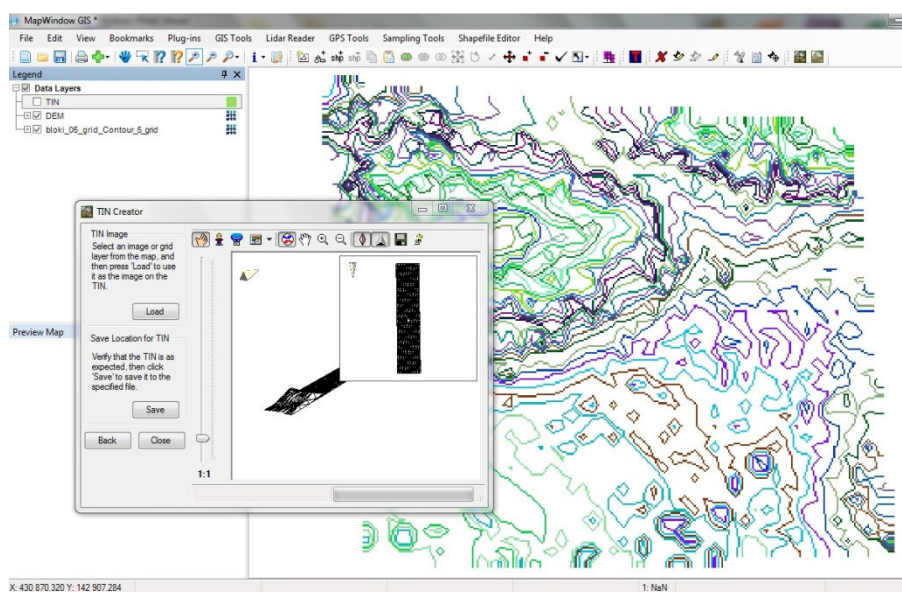 MapWindow GIS *
File Edit View Bookmarks Plug-ins GIS Tools Lidar Reader GPS Tools Sampling Tools Shapefile Editor Help
Legend
Data Layers
TIN
DEM
bloki_05_grid_Contour_5_grid
TIN Creator
TIN Image
Select an image or grid
layer from the map, and
then press 'Load' to use
it as the image on the
TIN.
Load
Preview Map
Save Location for TIN
Verify that the TIN is as
expected, then click
'Save' to save it to the
specified file.
Save
Back Close
1:1
X: 430 870.320 Y: 142 907.284
1: NaN